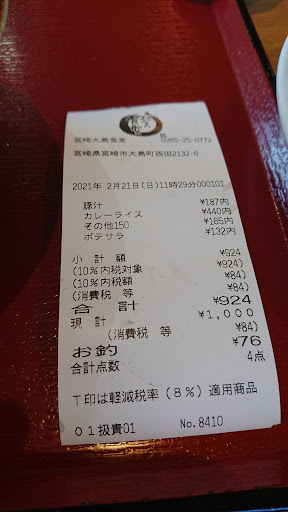 宮崎大島食堂 0985-25-0772
宮崎県宮崎市大島町西田2132-6
2021年 2月21日(日)11時29分000101
豚汁 ¥187内
カレーライス ¥440内
その他150 ¥165内
ポテサラ ¥132内
小 計 額 ¥924
(10%内税対象 ¥924)
(10%内税額 ¥84)
(消費税 等 ¥84)
合 計 ¥924
現 計 ¥1,000
(消費税 等 ¥84)
お釣 ¥76
合計点数 4点
T印は軽減税率(8%)適用商品
01扱責01 No.8410